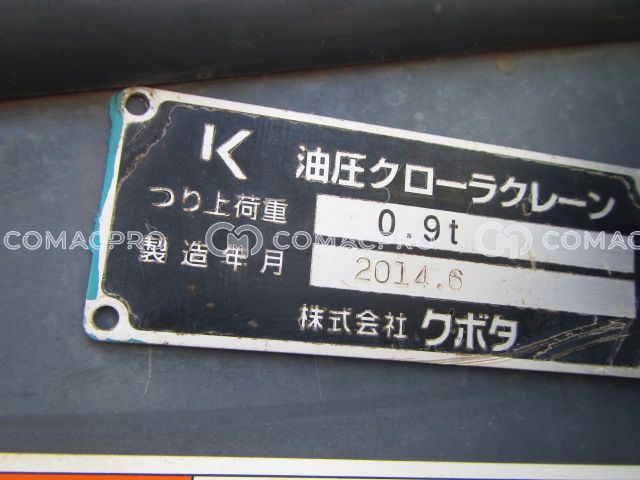 K 油圧クローラクレーン
つり上荷重 0.9t
製造年月 2014.6
株式会社 クボタ
COMACPRO COMACPRO COMACPRO